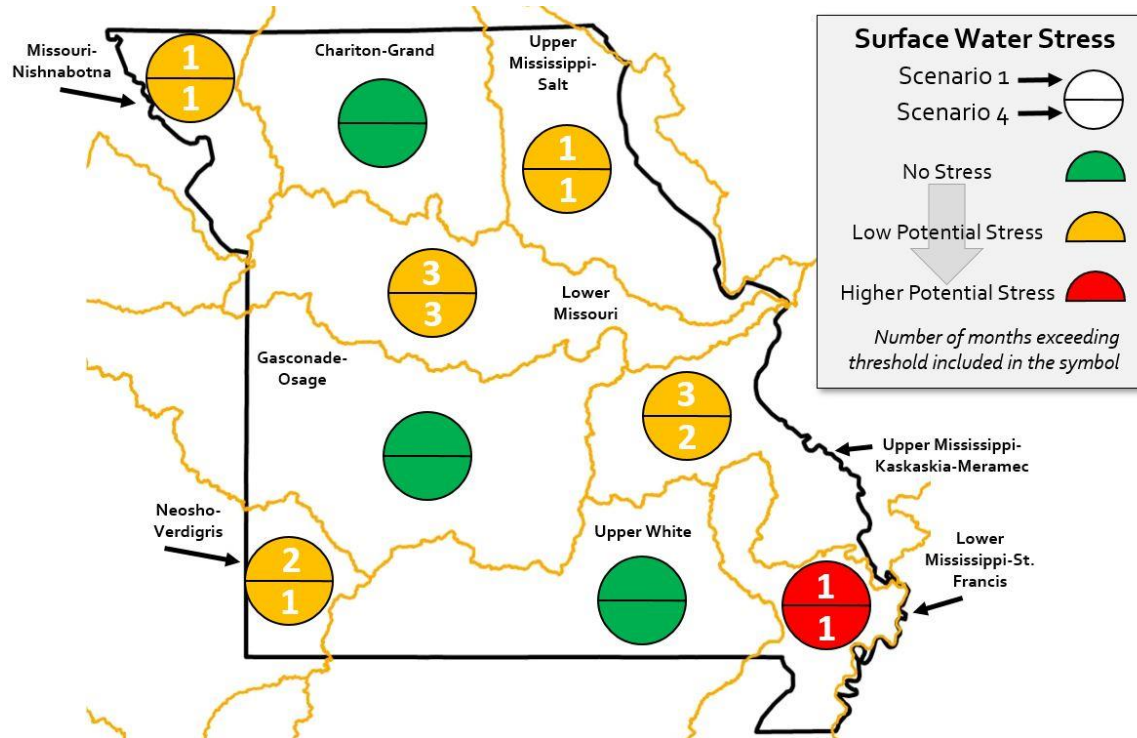 Missouri-
Nishnabotna
1
1
Chariton-Grand
Upper
Mississippi-
Salt
1
1
3
3
Lower
Missouri
Gasconade-
Osage
3
2
Upper Mississippi-
Kaskaskia-Meramec
Neosho-
Verdigris
2
1
Upper White
Lower
Mississippi-St.
Francis
1
1
Surface Water Stress
Scenario 1
Scenario 4
No Stress
Low Potential Stress
Higher Potential Stress
Number of months exceeding
threshold included in the symbol